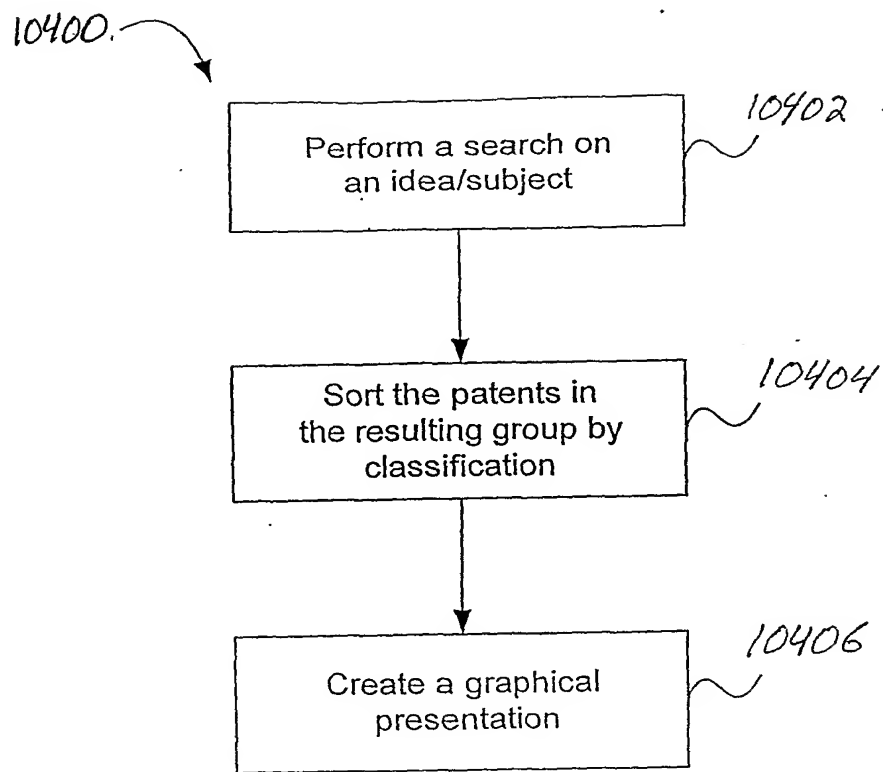 10400.
10402
Perform a search on
an idea/subject
10404
Sort the patents in
the resulting group by
classification
10406
Create a graphical
presentation